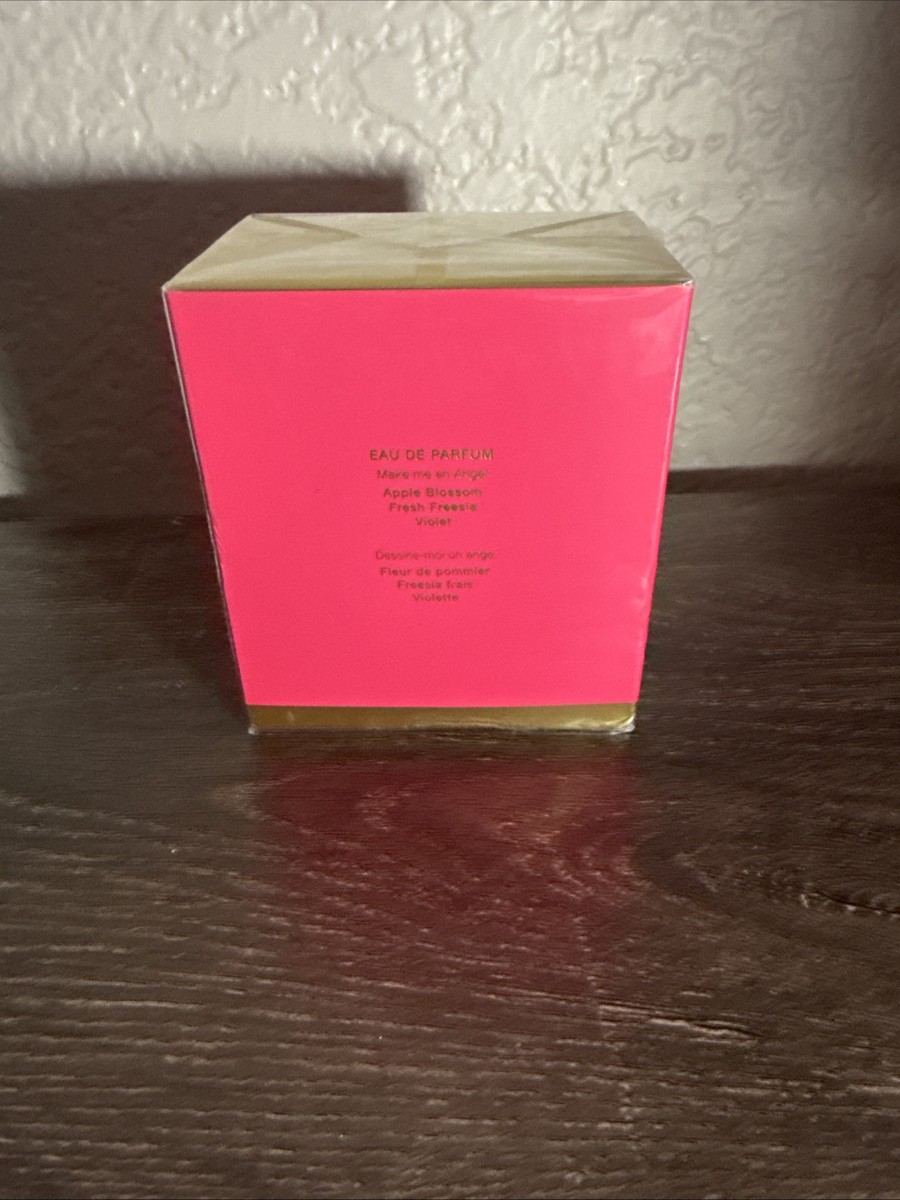 EAU DE PARFUM
Make me an Angel
Apple Blossom
Fresh Freesia
Violet
Dessine-moi un ange
Fleur de pommier
Freesia frais
Violette